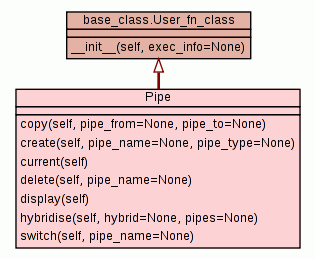 base_class.User_fn_class
__init__(self, exec_info=None)
Pipe
copy(self, pipe_from=None, pipe_to=None)
create(self, pipe_name=None, pipe_type=None)
current(self)
delete(self, pipe_name=None)
display(self)
hybridise(self, hybrid=None, pipes=None)
switch(self, pipe_name=None)